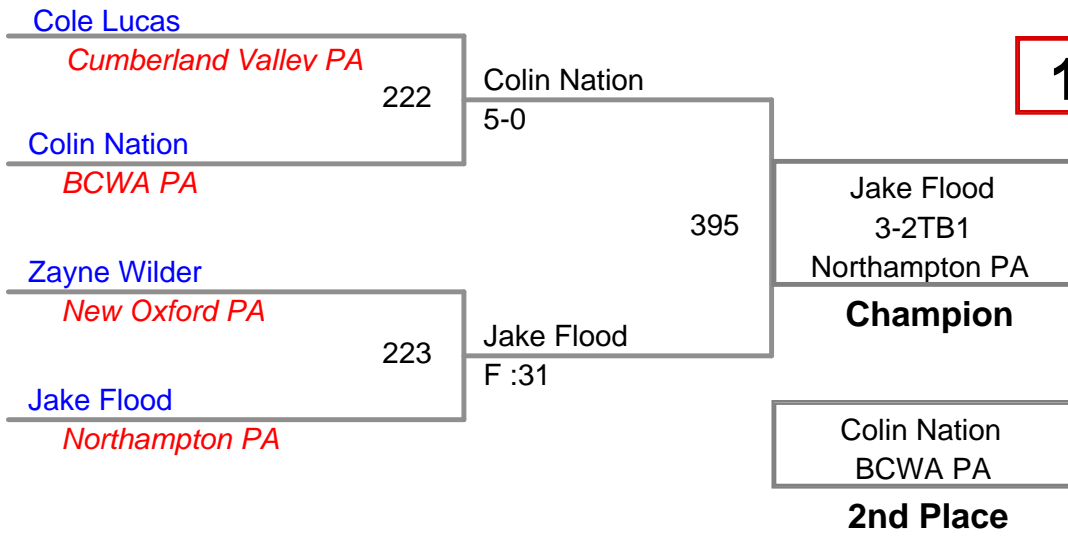 Cole Lucas
Cumberland Valley PA
222
Colin Nation
BCWA PA
Colin Nation
5-0
Zayne Wilder
New Oxford PA
223
Jake Flood
Northampton PA
Jake Flood
F :31
395
1
Jake Flood
3-2TB1
Northampton PA
Champion
Colin Nation
BCWA PA
2nd Place